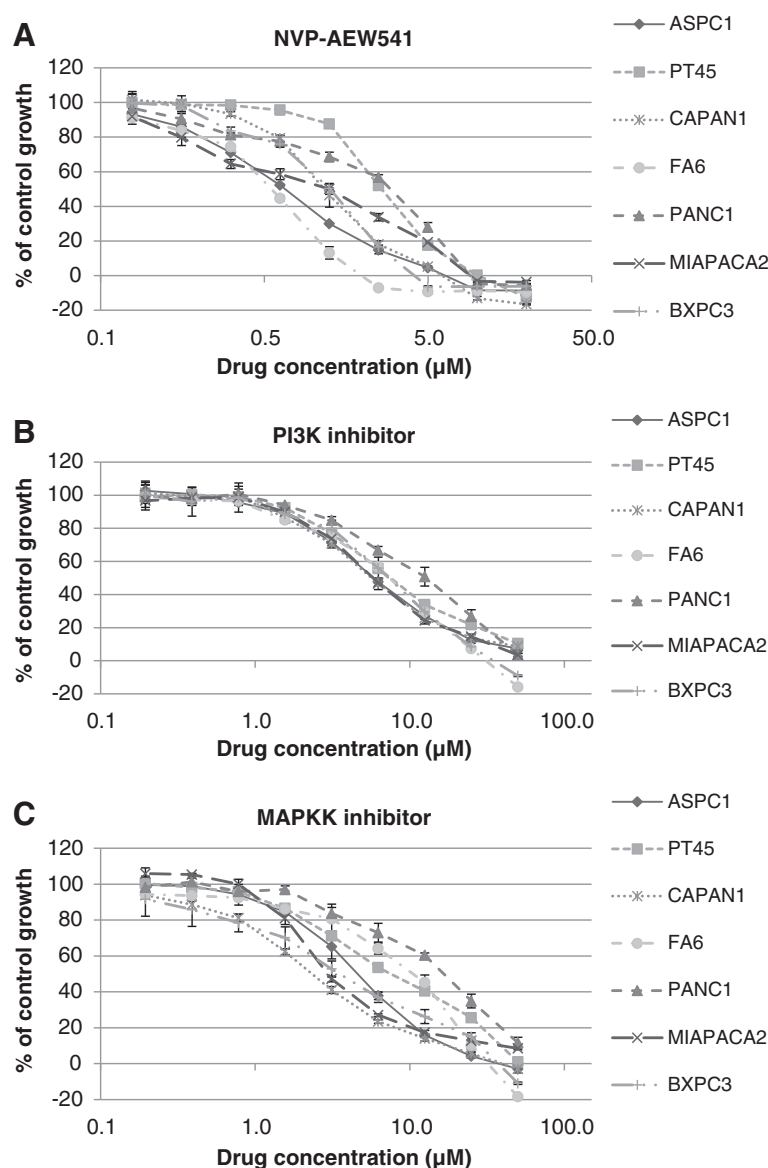 A
NVP-AEW541
% of control growth
120
100
80
60
40
20
0
-20
0.1 0.5 5.0 50.0
Drug concentration (µM)
ASPC1
PT45
CAPAN1
FA6
PANC1
MIAPACA2
BXPC3
B
PI3K inhibitor
% of control growth
120
100
80
60
40
20
0
-20
0.1 1.0 10.0 100.0
Drug concentration (µM)
ASPC1
PT45
CAPAN1
FA6
PANC1
MIAPACA2
BXPC3
C
MAPKK inhibitor
% of control growth
120
100
80
60
40
20
0
-20
0.1 1.0 10.0 100.0
Drug concentration (µM)
ASPC1
PT45
CAPAN1
FA6
PANC1
MIAPACA2
BXPC3